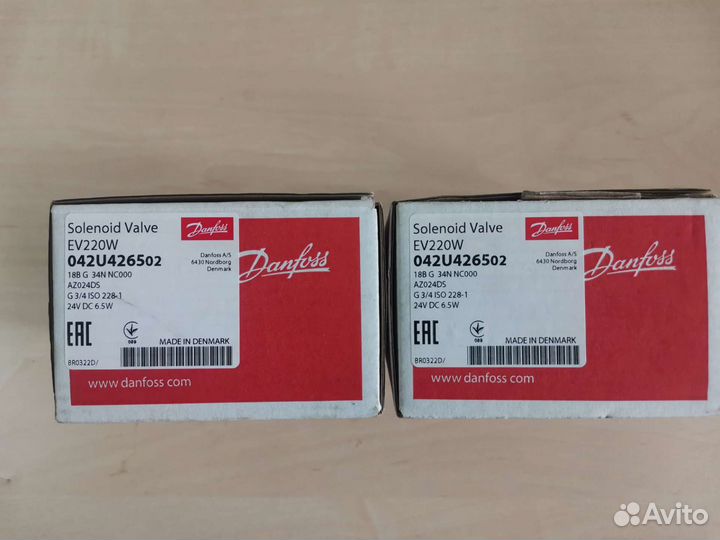 Solenoid Valve
EV220W
042U426502
18B G 34N NC000
AZ024DS
G 3/4 ISO 228-1
24V DC 6.5W
Danfoss
Danfoss A/S
6430 Nordborg
Denmark
EAC
089
MADE IN DENMARK
BR0322D/
Danfoss
www.danfoss.com
Solenoid Valve
EV220W
042U426502
18B G 34N NC000
AZ024DS
G 3/4 ISO 228-1
24V DC 6.5W
Danfoss
Danfoss A/S
6430 Nordborg
Denmark
EAC
089
MADE IN DENMARK
BR0322D/
Danfoss
www.danfoss.com
Avito